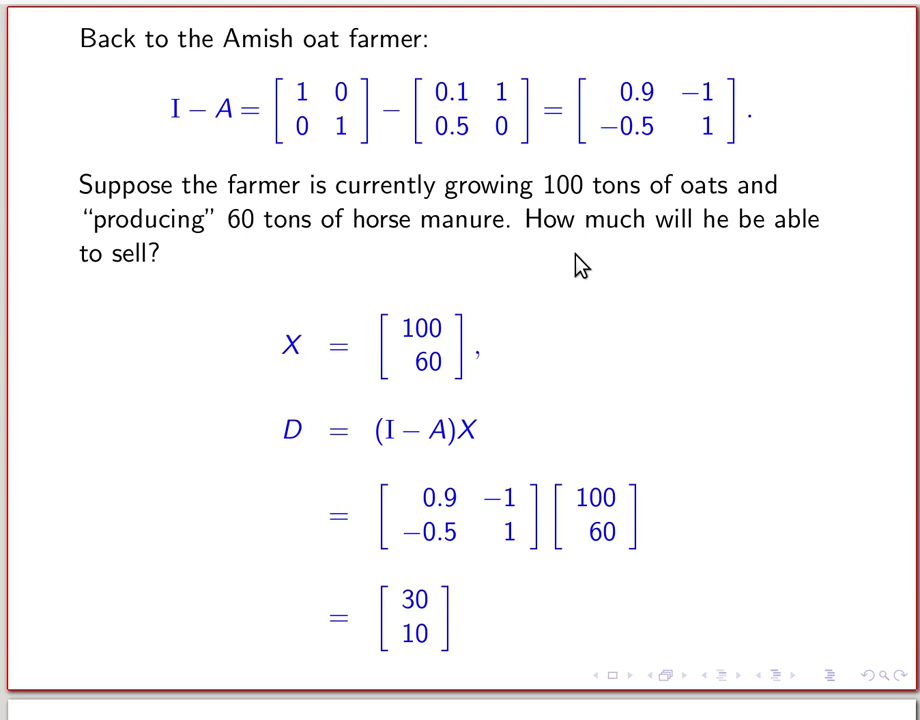 Back to the Amish oat farmer:
I − A = [ 1 0 ; 0 1 ] − [ 0.1 1 ; 0.5 0 ] = [ 0.9 −1 ; −0.5 1 ] .
Suppose the farmer is currently growing 100 tons of oats and
“producing” 60 tons of horse manure. How much will he be able
to sell?
X = [ 100 ; 60 ] ,
D = (I − A)X
= [ 0.9 −1 ; −0.5 1 ] [ 100 ; 60 ]
= [ 30 ; 10 ]